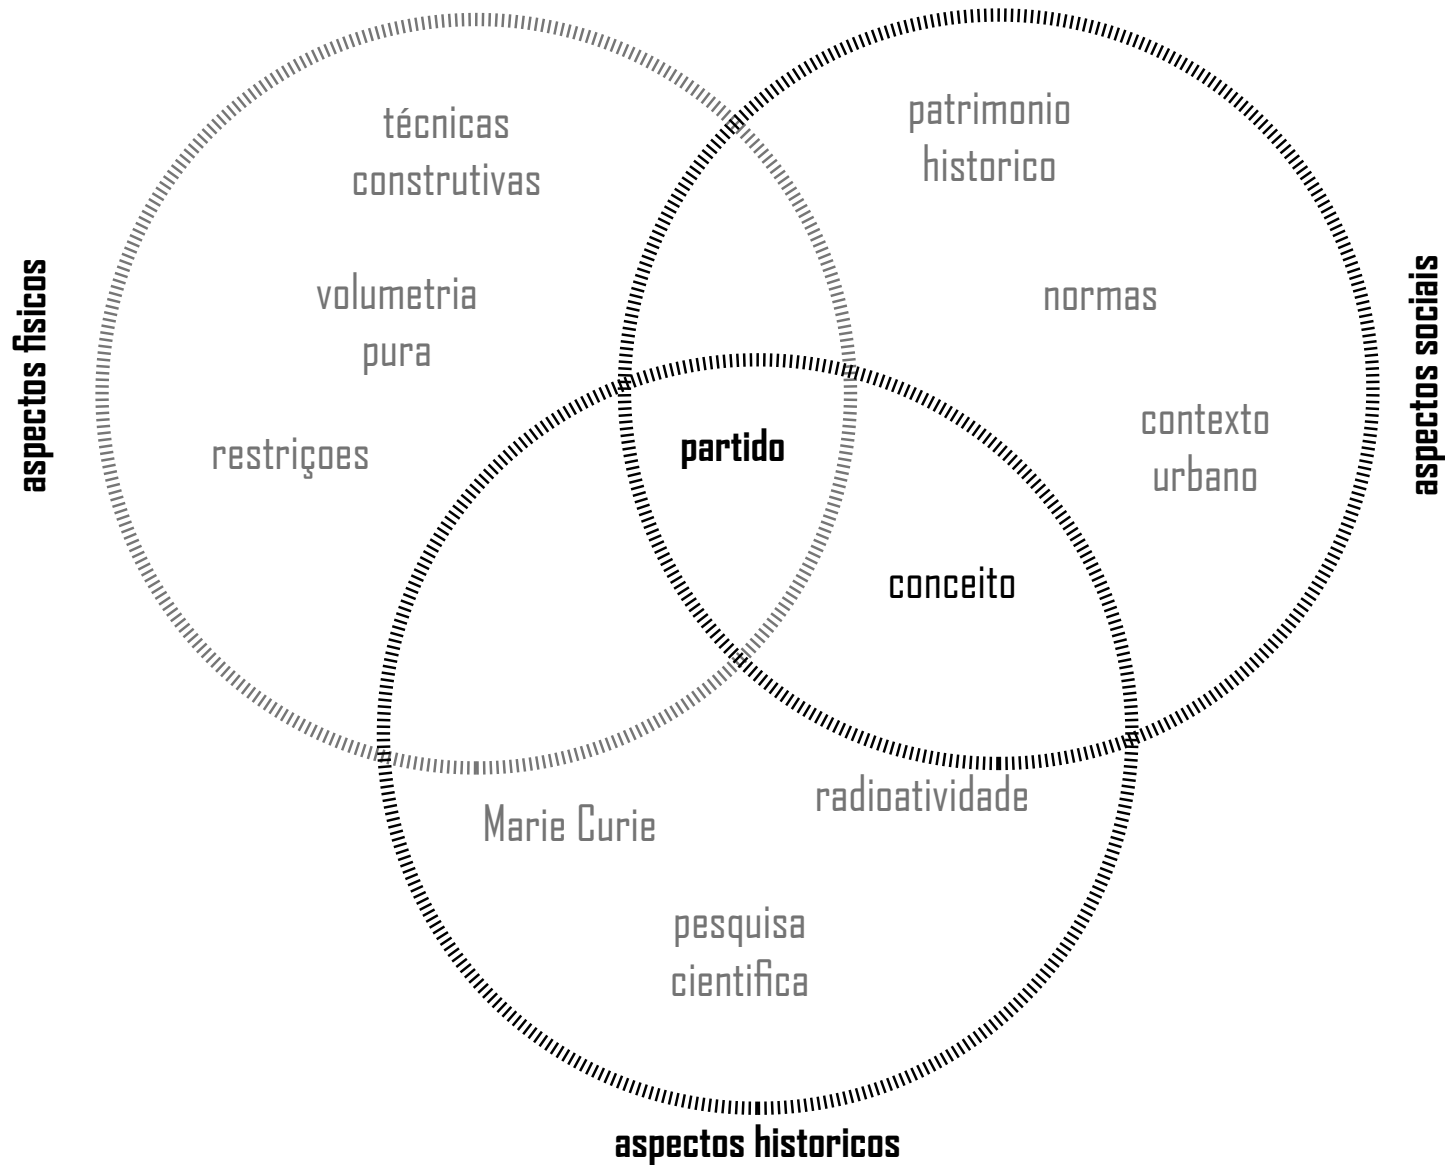 técnicas
construtivas
volumetria
pura
restriçoes
aspectos fisicos
patrimonio
historico
normas
contexto
urbano
aspectos sociais
partido
conceito
radioatividade
Marie Curie
pesquisa
cientifica
aspectos historicos